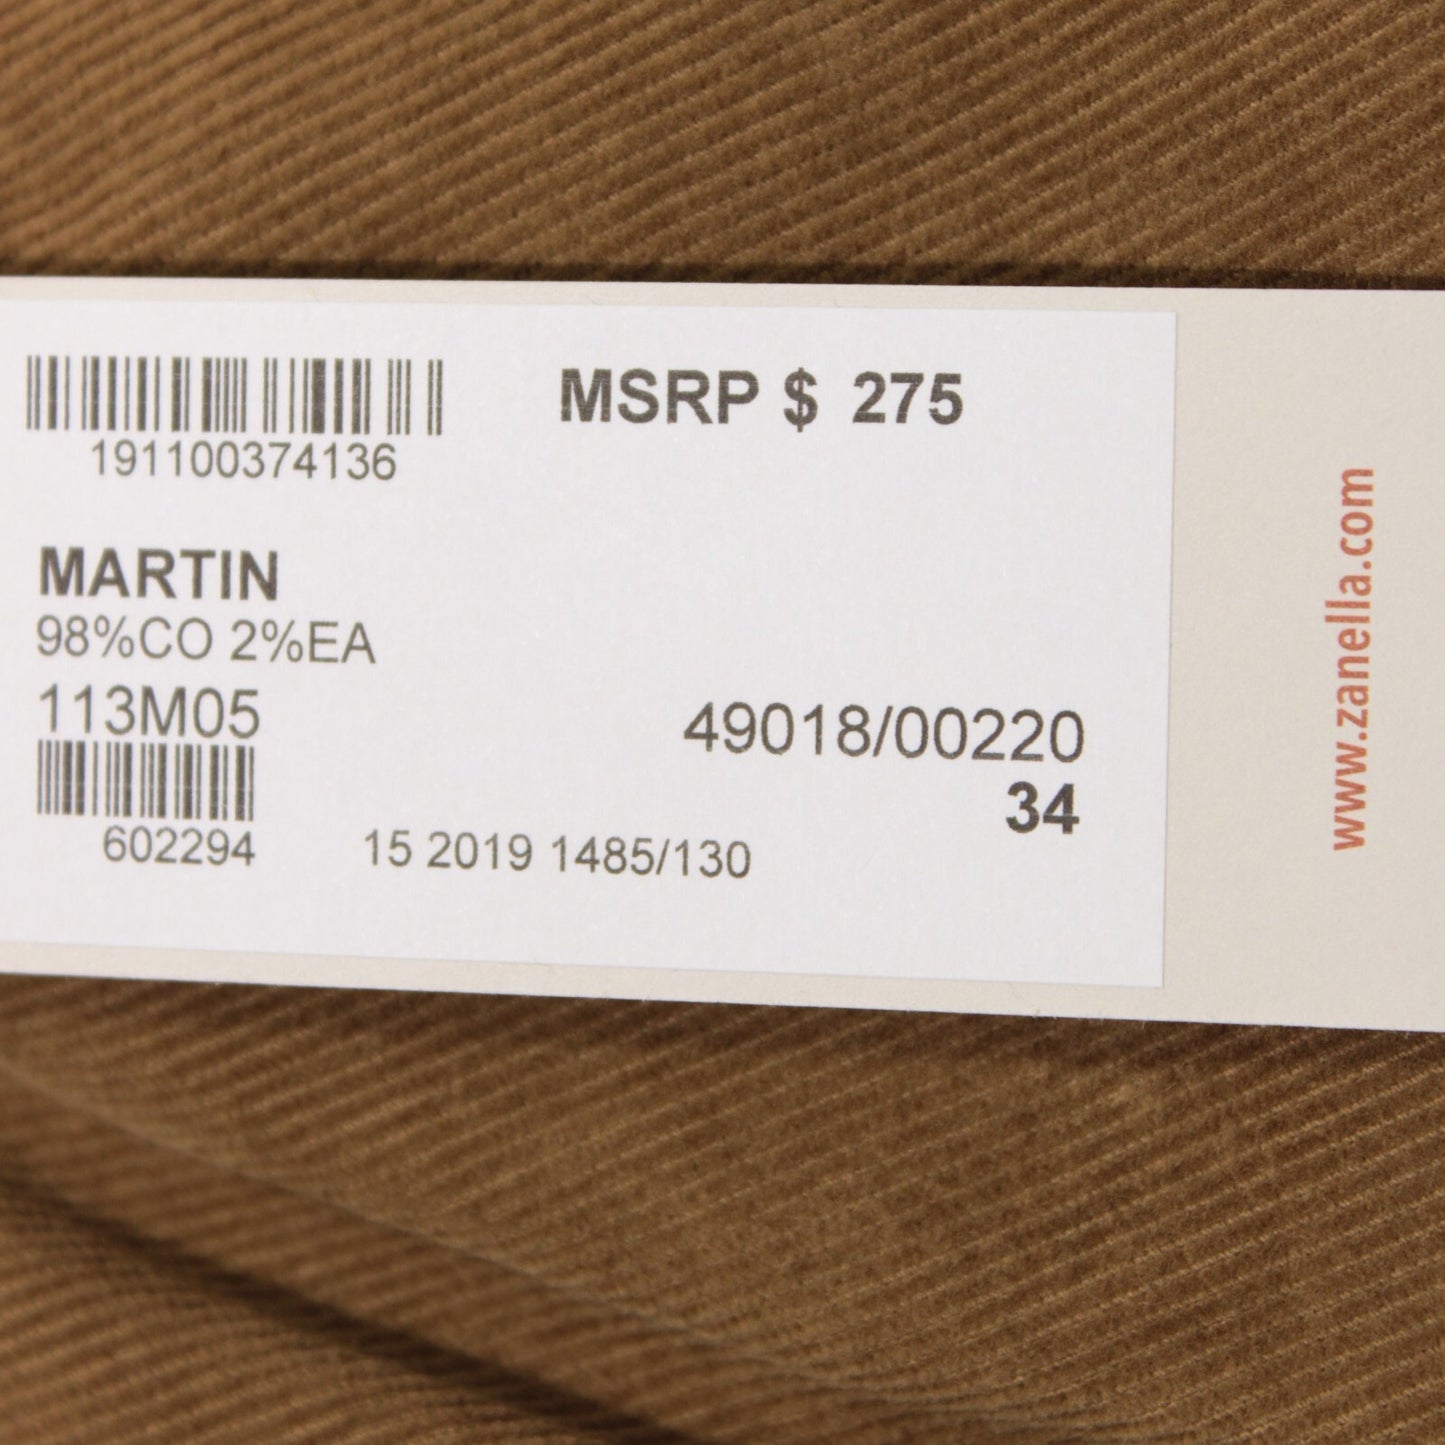 MSRP $ 275
191100374136
MARTIN
98%CO 2%EA
113M05
49018/00220
34
602294
15 2019 1485/130
www.zanella.com